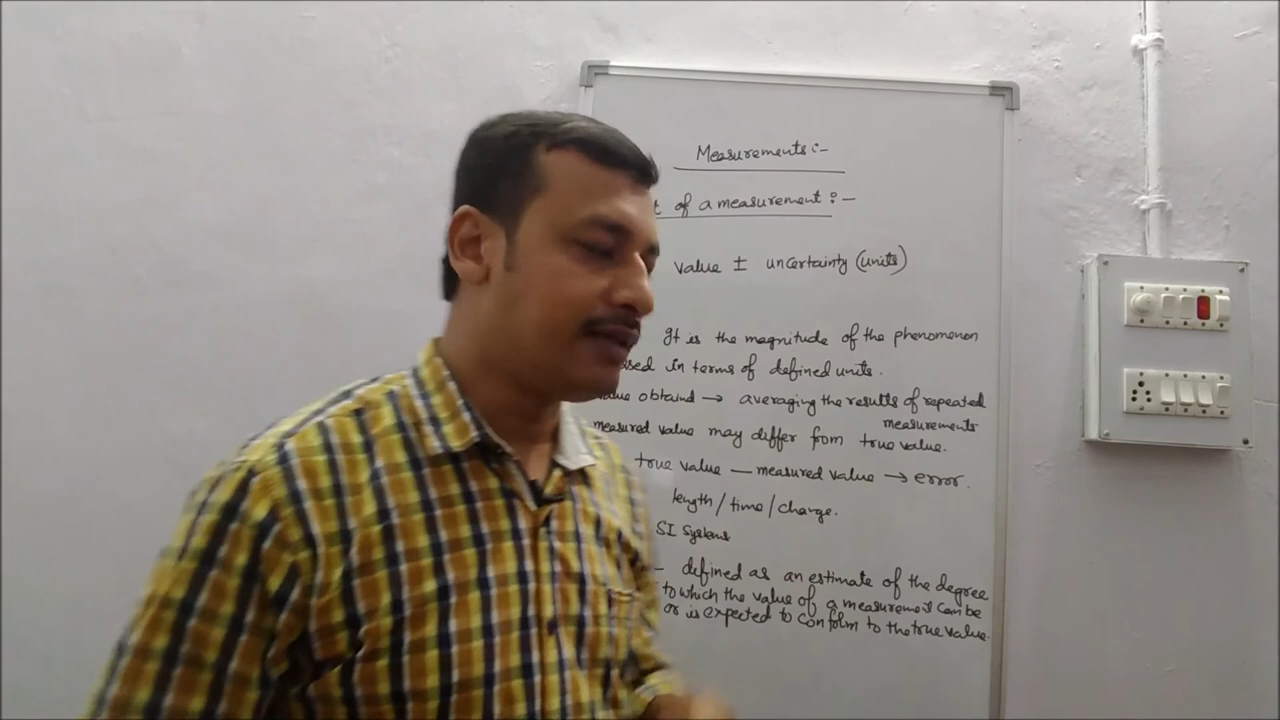 Measurements :-
of a measurement : -
value ± uncertainty (units)
It is the magnitude of the phenomenon
in terms of defined units.
obtaind → averaging the results of repeated
measurements
measured value may differ from true value.
true value — measured value → error.
length / time / charge.
SI Systems
- defined as an estimate of the degree
to which the value of a measurement can be
or is expected to conform to the true value.